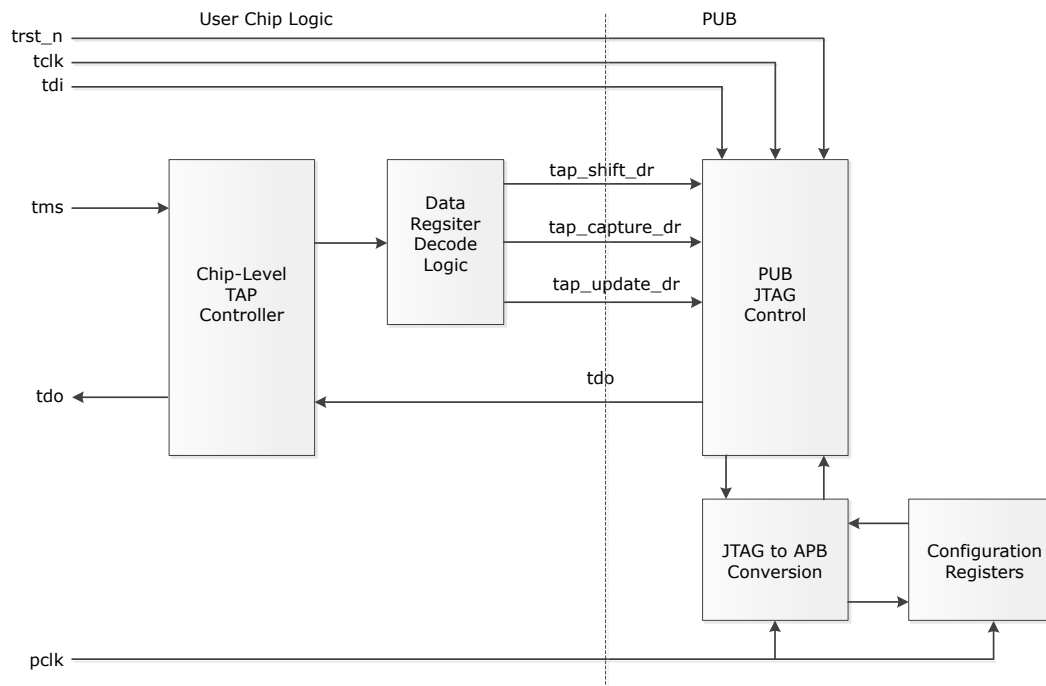 User Chip Logic
PUB
trst_n
tclk
tdi
tms
Chip-Level
TAP
Controller
Data
Regsiter
Decode
Logic
tap_shift_dr
tap_capture_dr
tap_update_dr
PUB
JTAG
Control
tdo
tdo
JTAG to APB
Conversion
Configuration
Registers
pclk